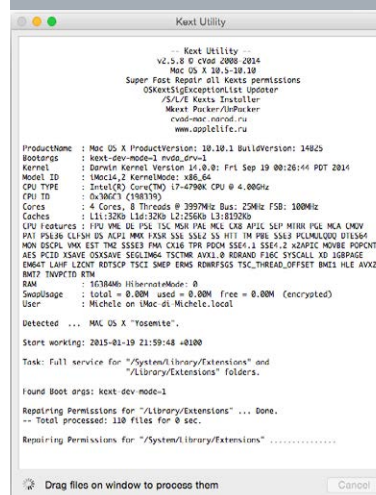 Kext Utility
-- Kext Utility --
v2.5.8 © cVad 2008-2014
Mac OS X 10.5-10.10
Super Fast Repair all Kexts permissions
OSKextSigExceptionList Updater
/S/L/E Kexts Installer
Mkext Packer/UnPacker
cvad-mac.narod.ru
www.applelife.ru
ProductName : Mac OS X ProductVersion: 10.10.1 BuildVersion: 14B25
Bootargs : kext-dev-mode=1 nvda_drv=1
Kernel : Darwin Kernel Version 14.0.0: Fri Sep 19 00:26:44 PDT 2014
Model ID : iMac14,2 KernelMode: x86_64
CPU TYPE : Intel(R) Core(TM) i7-4790K CPU @ 4.00GHz
CPU ID : 0x306C3 (198339)
Cores : 4 Cores, 8 Threads @ 3997MHz Bus: 25MHz FSB: 100MHz
Caches : L1i:32Kb L1d:32Kb L2:256Kb L3:8192Kb
CPU Features : FPU VME DE PSE TSC MSR PAE MCE CX8 APIC SEP MTRR PGE MCA CMOV
PAT PSE36 CLFSH DS ACPI MMX FXSR SSE SSE2 SS HTT TM PBE SSE3 PCLMULQDQ DTES64
MON DSCPL VMX EST TM2 SSSE3 FMA CX16 TPR PDCM SSE4.1 SSE4.2 x2APIC MOVBE POPCNT
AES PCID XSAVE OSXSAVE SEGLIM64 TSCTMR AVX1.0 RDRAND F16C SYSCALL XD 1GBPAGE
EM64T LAHF LZCNT RDTSCP TSCI SMEP ERMS RDWRFSGS TSC_THREAD_OFFSET BMI1 HLE AVX2
BMI2 INVPCID RTM
RAM : 16384Mb HibernateMode: 0
SwapUsage : total = 0.00M used = 0.00M free = 0.00M (encrypted)
User : Michele on iMac-di-Michele.local
Detected ... MAC OS X "Yosemite".
Start working: 2015-01-19 21:59:48 +0100
Task: Full service for "/System/Library/Extensions" and
"/Library/Extensions" folders.
Found Boot args: kext-dev-mode=1
Repairing Permissions for "/Library/Extensions" ... Done.
-- Total processed: 110 files for 0 sec.
Repairing Permissions for "/System/Library/Extensions" ...............
Drag files on window to process them
Cancel